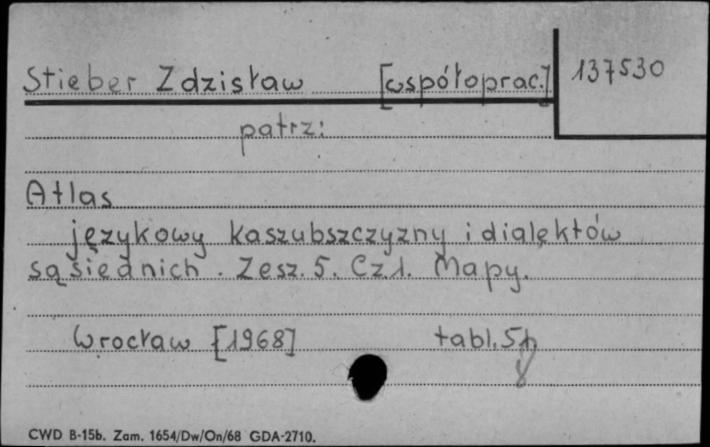 Stieber Zdzisław [współoprac.] 137530
patrz:
Atlas
językowy kaszubszczyzny i dialektów
sąsiednich. Zesz. 5. Cz. 1. Mapy.
Wrocław [1968] tabl.
CWD B-15b. Zam. 1654/Dw/On/68 GDA-2710.